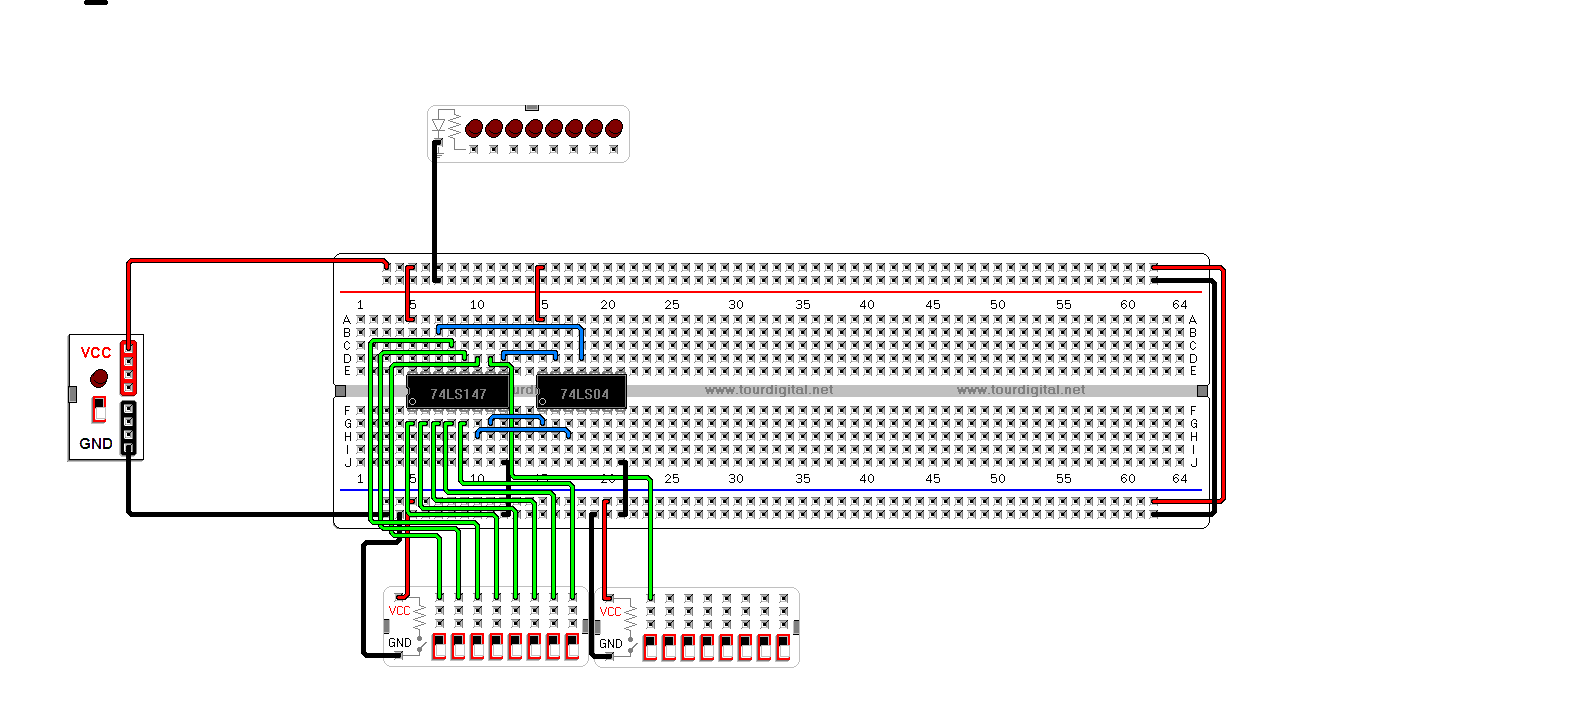 1 5 10 15 20 25 30 35 40 45 50 55 60 64
A A
B B
C C
D D
E E
VCC
74LS147 urd 74LS04 www.tourdigital.net www.tourdigital.net
F F
G G
H H
I I
J J
GND
1 5 10 15 20 25 30 35 40 45 50 55 60 64
VCC VCC
GND GND